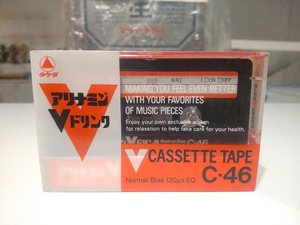 タケダ
アリナミン
Vドリンク
N.R
ON OFF
MAKING YOU FEEL EVEN BETTER
WITH YOUR FAVORITES
OF MUSIC PIECES
Enjoy your own exclusive
for relaxation to help take care for your health.
V CASSETTE TAPE
Normal Bias 120μs EQ
C-46